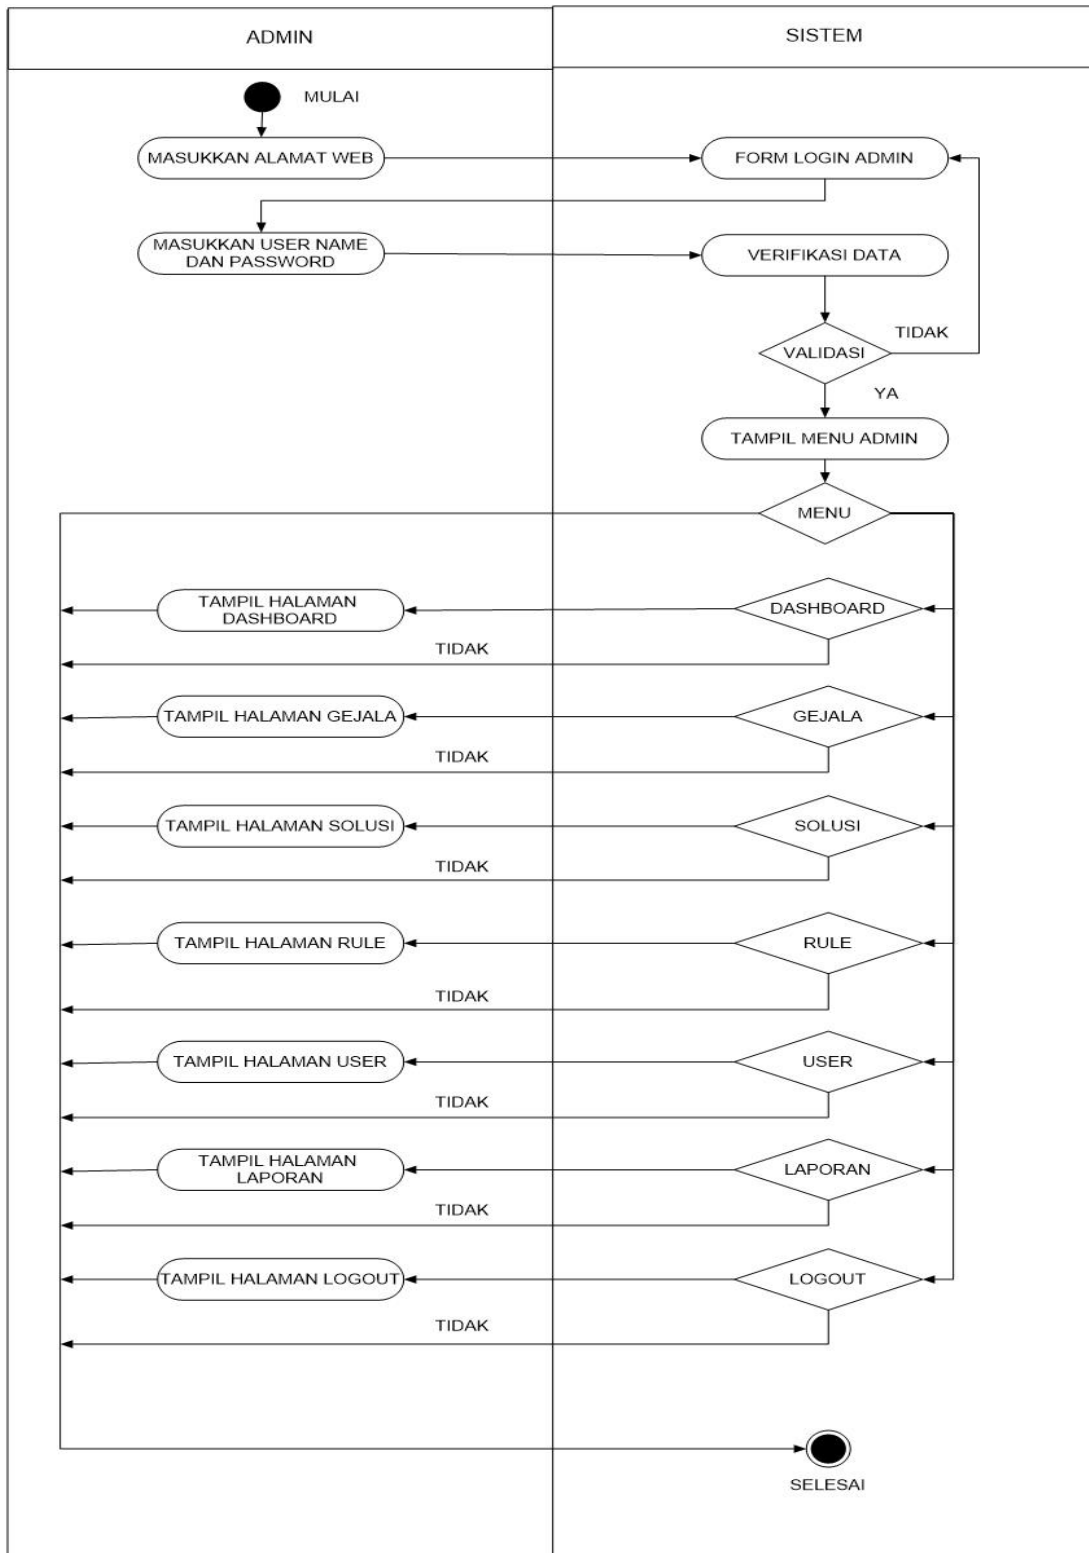 ADMIN
SISTEM
MULAI
MASUKKAN ALAMAT WEB
FORM LOGIN ADMIN
MASUKKAN USER NAME
DAN PASSWORD
VERIFIKASI DATA
TIDAK
VALIDASI
YA
TAMPIL MENU ADMIN
MENU
TAMPIL HALAMAN
DASHBOARD
DASHBOARD
TIDAK
TAMPIL HALAMAN GEJALA
GEJALA
TIDAK
TAMPIL HALAMAN SOLUSI
SOLUSI
TIDAK
TAMPIL HALAMAN RULE
RULE
TIDAK
TAMPIL HALAMAN USER
USER
TIDAK
TAMPIL HALAMAN
LAPORAN
LAPORAN
TIDAK
TAMPIL HALAMAN LOGOUT
LOGOUT
TIDAK
SELESAI